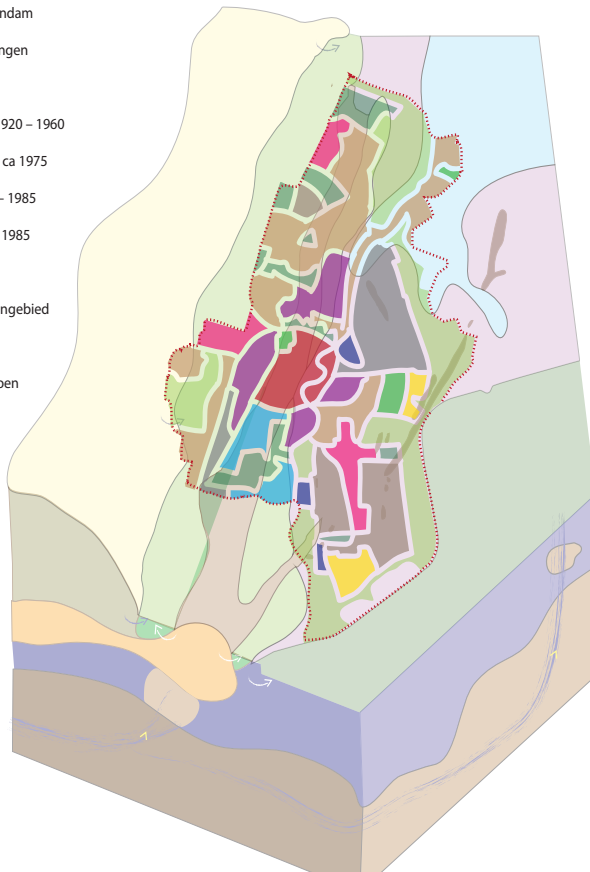 ndam
ngen
920 – 1960
ca 1975
– 1985
1985
ngebied
pen